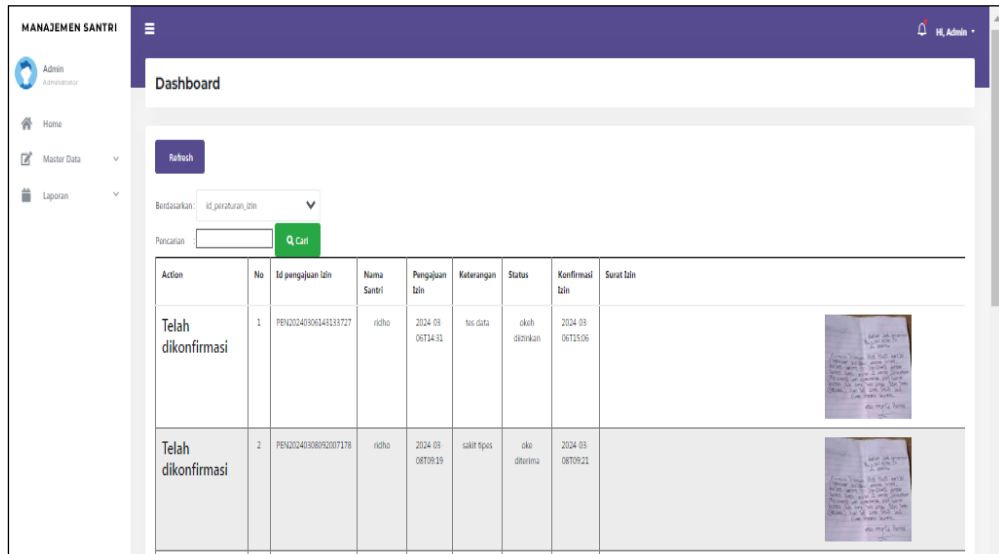 MANAJEMEN SANTRI
Hi, Admin
Admin
Administrator
Dashboard
Home
Master Data
Laporan
Refresh
Berdasarkan : id_peraturan_izin
Pencarian :
Cari
Action No Id pengajuan Izin Nama Santri Pengajuan Izin Keterangan Status Konfirmasi Izin Surat Izin
Telah dikonfirmasi 1 PEN20240306143133727 ridho 2024-03-06T14:31 tes data okeh diizinkan 2024-03-06T15:06
Telah dikonfirmasi 2 PEN20240308092007178 ridho 2024-03-08T09:19 sakit tipes oke diterima 2024-03-08T09:21